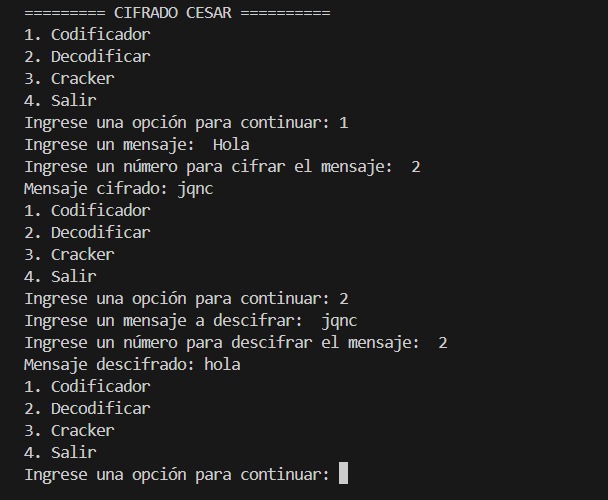 ========= CIFRADO CESAR ==========
1. Codificador
2. Decodificar
3. Cracker
4. Salir
Ingrese una opción para continuar: 1
Ingrese un mensaje:  Hola
Ingrese un número para cifrar el mensaje:  2
Mensaje cifrado: jqnc
1. Codificador
2. Decodificar
3. Cracker
4. Salir
Ingrese una opción para continuar: 2
Ingrese un mensaje a descifrar:  jqnc
Ingrese un número para descifrar el mensaje:  2
Mensaje descifrado: hola
1. Codificador
2. Decodificar
3. Cracker
4. Salir
Ingrese una opción para continuar: